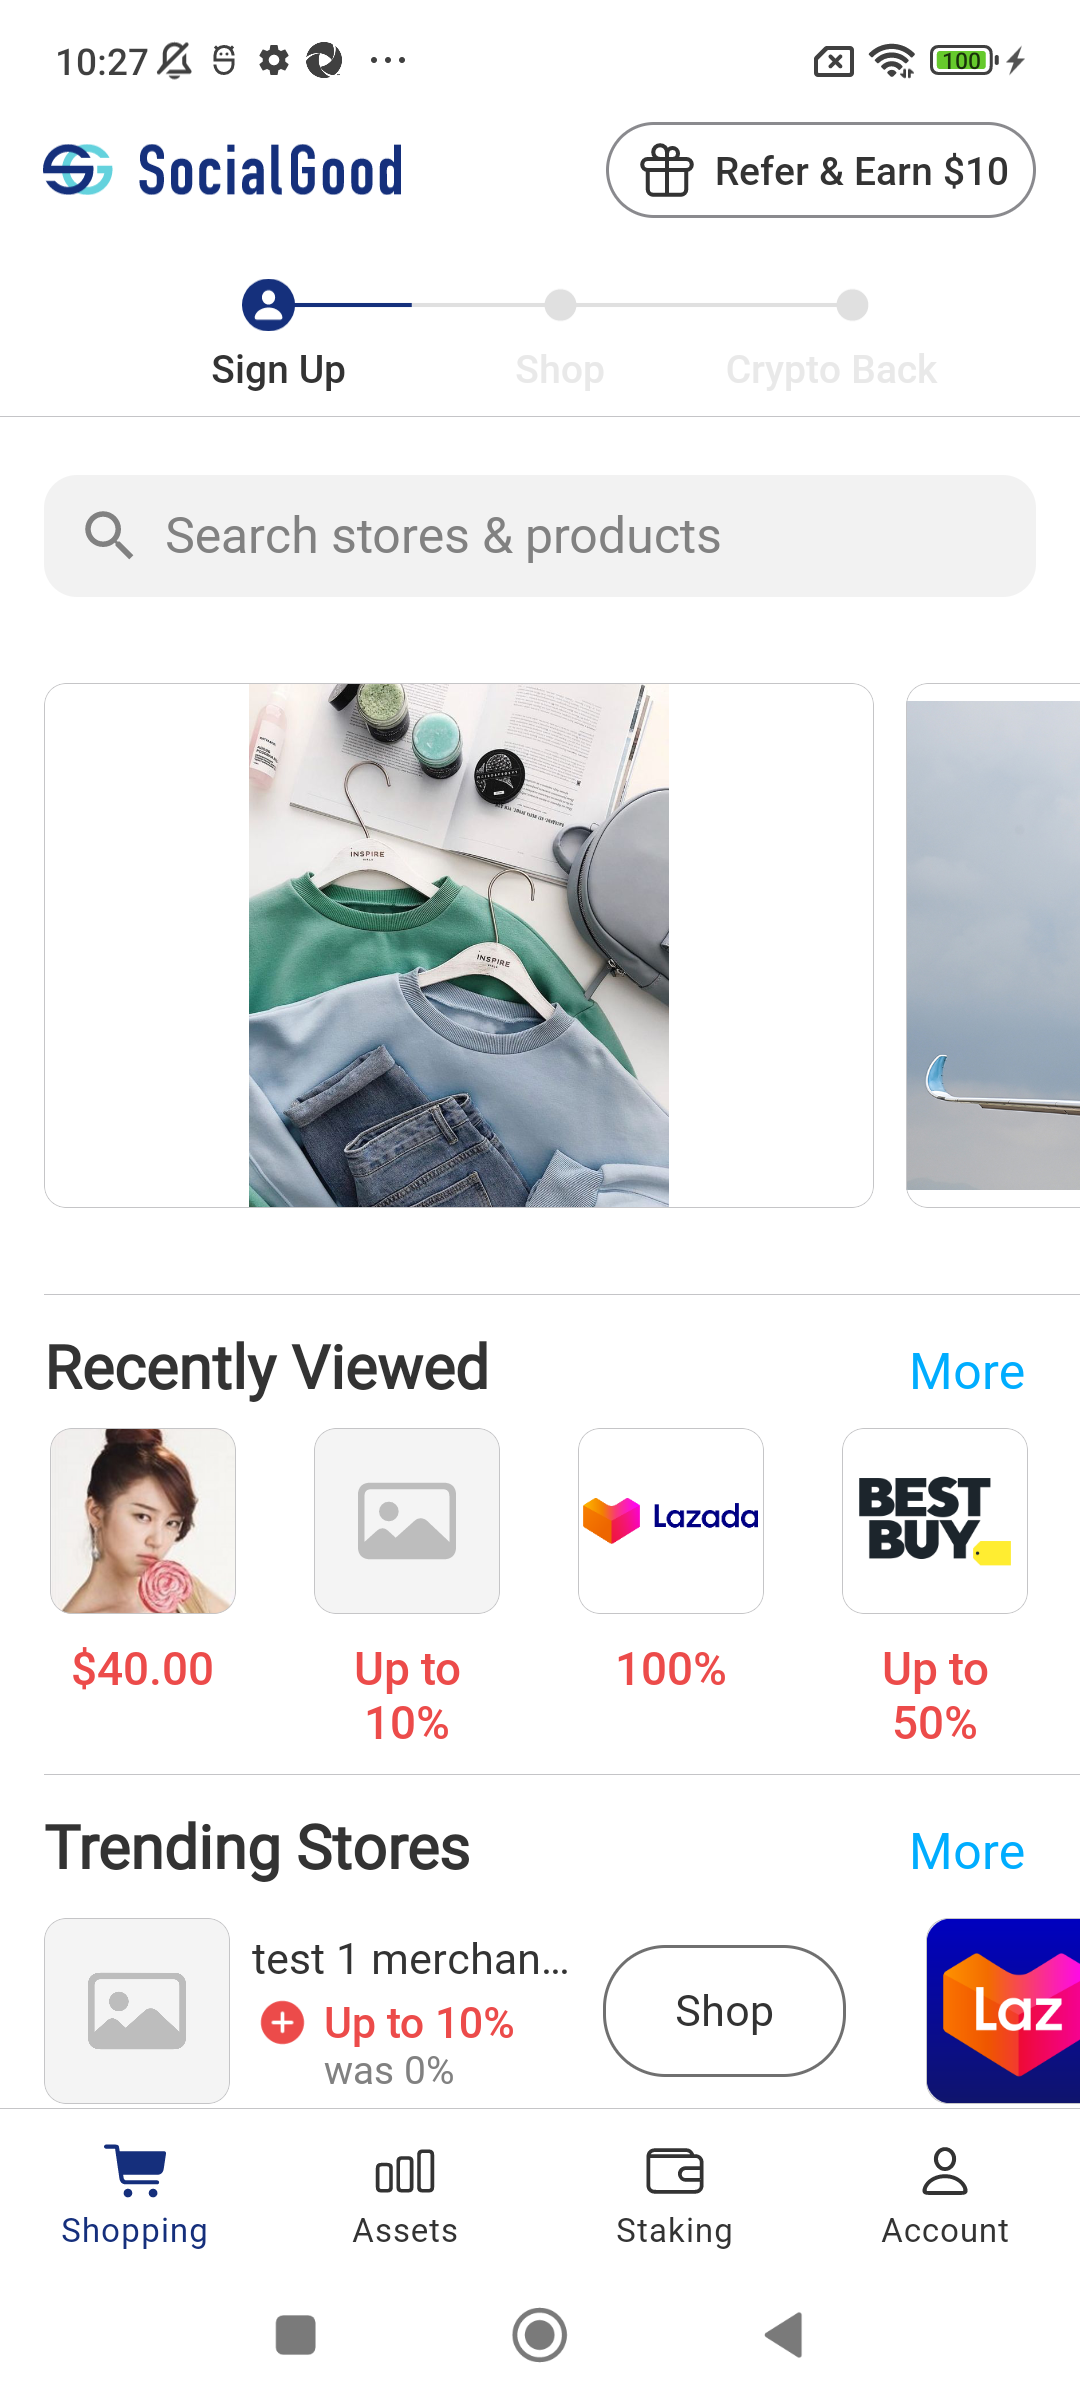 10:27
100
SocialGood
Refer & Earn $10
Sign Up
Shop
Crypto Back
Search stores & products
INSPIRE
INSPIRE
Recently Viewed
More
Lazada
BEST
BUY
$40.00
Up to
10%
100%
Up to
50%
Trending Stores
More
test 1 merchan...
Up to 10%
was 0%
Shop
Laz
Shopping
Assets
Staking
Account